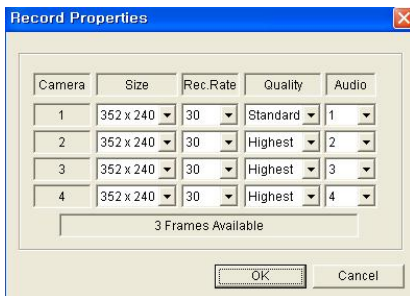 Record Properties
Camera Size Rec.Rate Quality Audio
1 352 x 240 30 Standard 1
2 352 x 240 30 Highest 2
3 352 x 240 30 Highest 3
4 352 x 240 30 Highest 4
3 Frames Available
OK Cancel